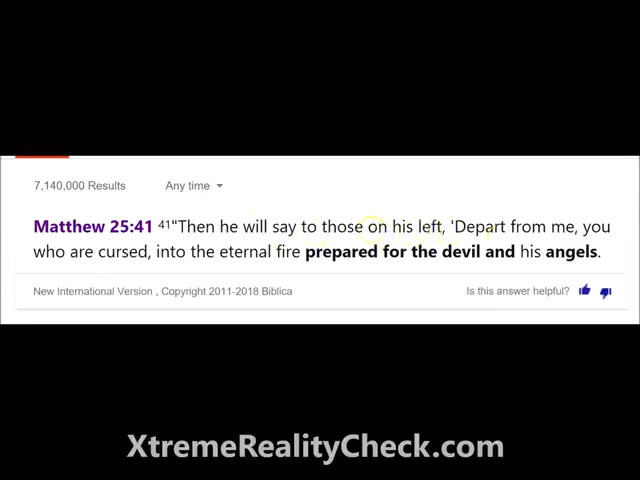 7,140,000 Results Any time
Matthew 25:41 41"Then he will say to those on his left, 'Depart from me, you
who are cursed, into the eternal fire prepared for the devil and his angels.
New International Version , Copyright 2011-2018 Biblica Is this answer helpful?
XtremeRealityCheck.com